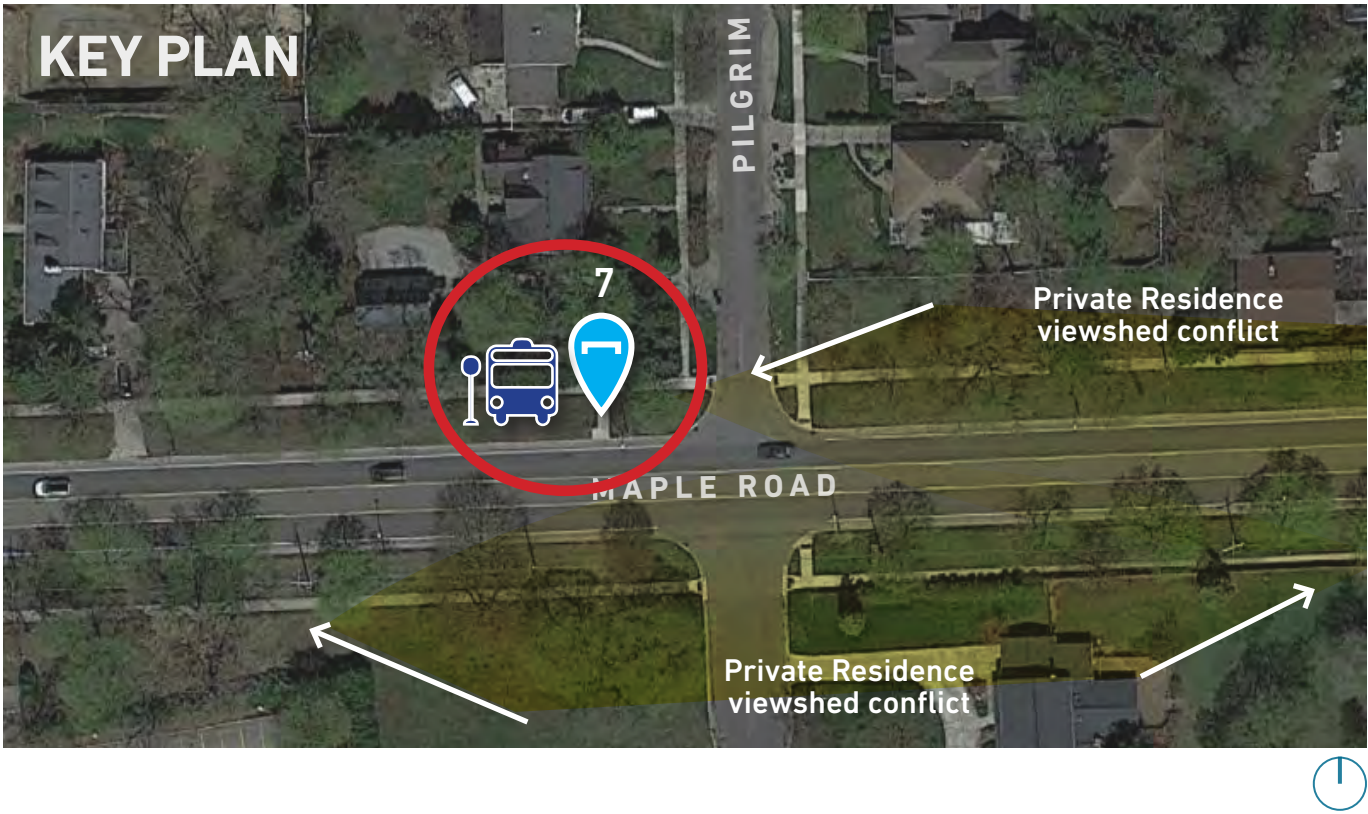 KEY PLAN
PILGRIM
7
Private Residence
viewshed conflict
MAPLE ROAD
Private Residence
viewshed conflict